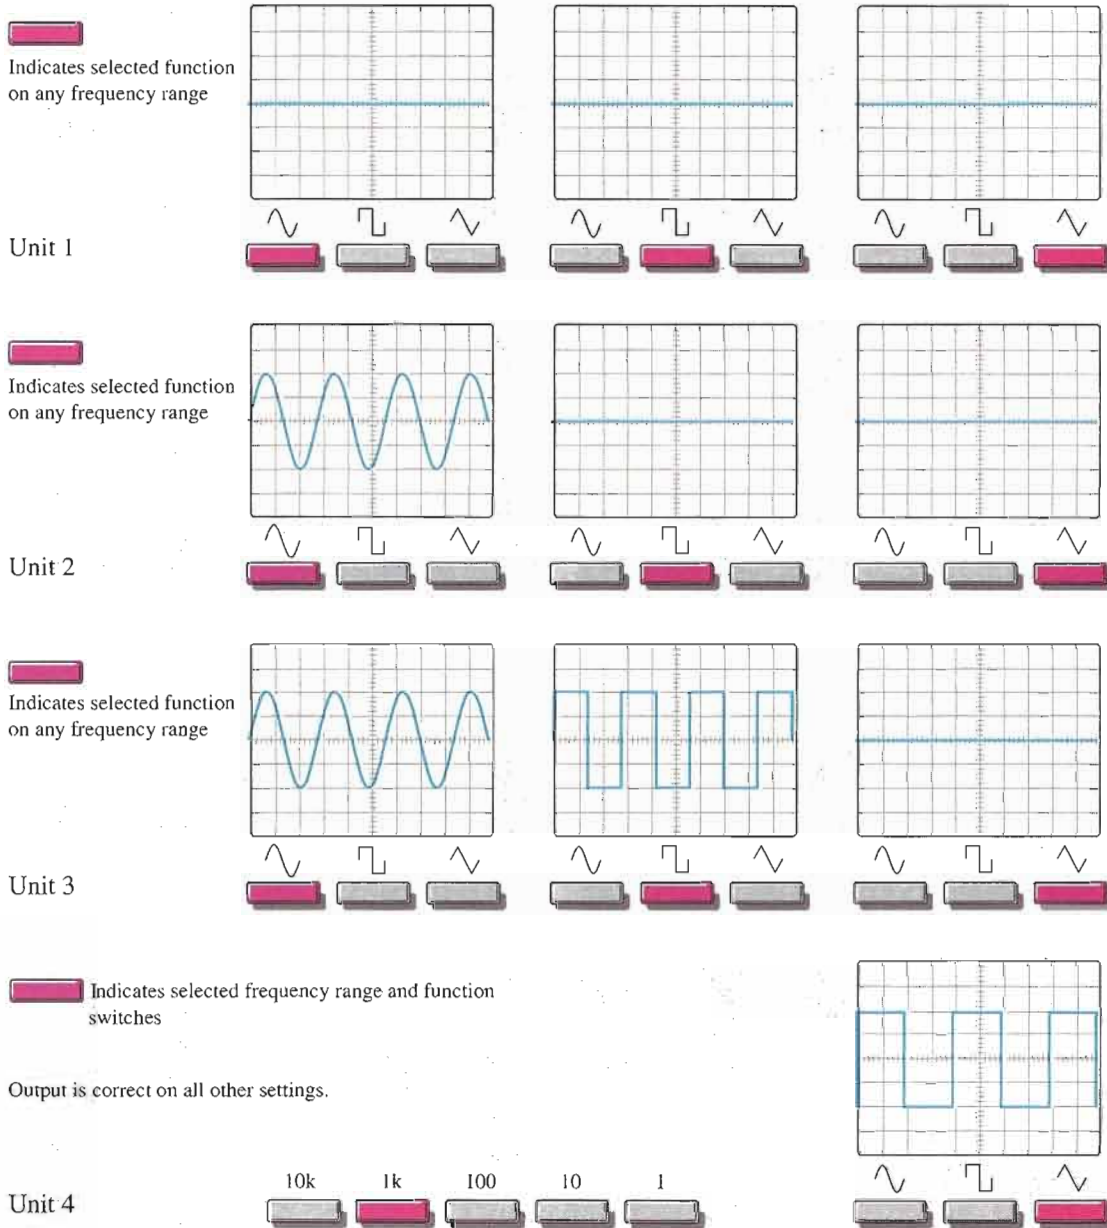 Indicates selected function
on any frequency range
Unit 1
Indicates selected function
on any frequency range
Unit 2
Indicates selected function
on any frequency range
Unit 3
Indicates selected frequency range and function
switches
Output is correct on all other settings.
10k 1k 100 10 1
Unit 4